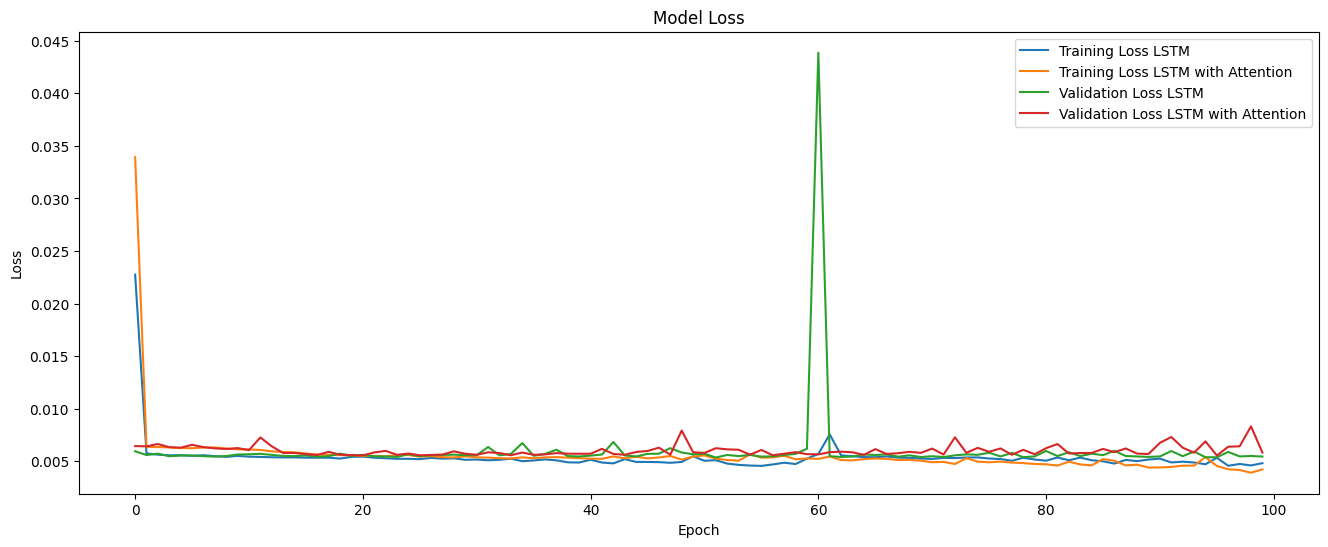 Model Loss
0.045
0.040
0.035
0.030
0.025
0.020
0.015
0.010
0.005
Loss
Training Loss LSTM
Training Loss LSTM with Attention
Validation Loss LSTM
Validation Loss LSTM with Attention
0 20 40 60 80 100
Epoch